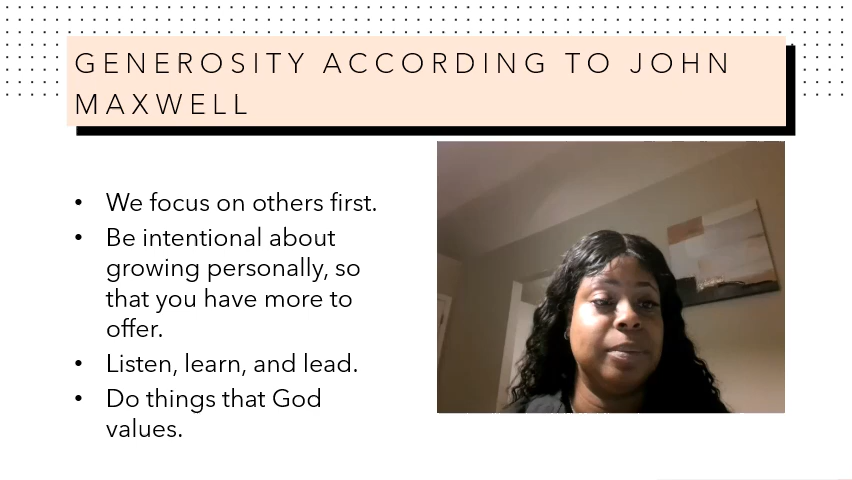 GENEROSITY ACCORDING TO JOHN
MAXWELL
• We focus on others first.
• Be intentional about
growing personally, so
that you have more to
offer.
• Listen, learn, and lead.
• Do things that God
values.